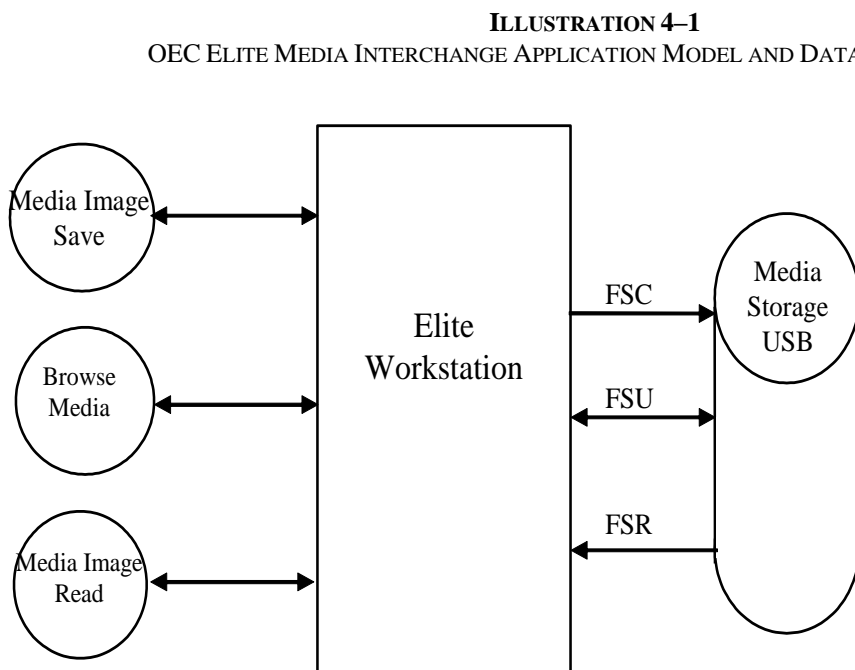 ILLUSTRATION 4–1
OEC ELITE MEDIA INTERCHANGE APPLICATION MODEL AND DATA
Media Image
Save
Browse
Media
Media Image
Read
Elite
Workstation
FSC
FSU
FSR
Media
Storage
USB